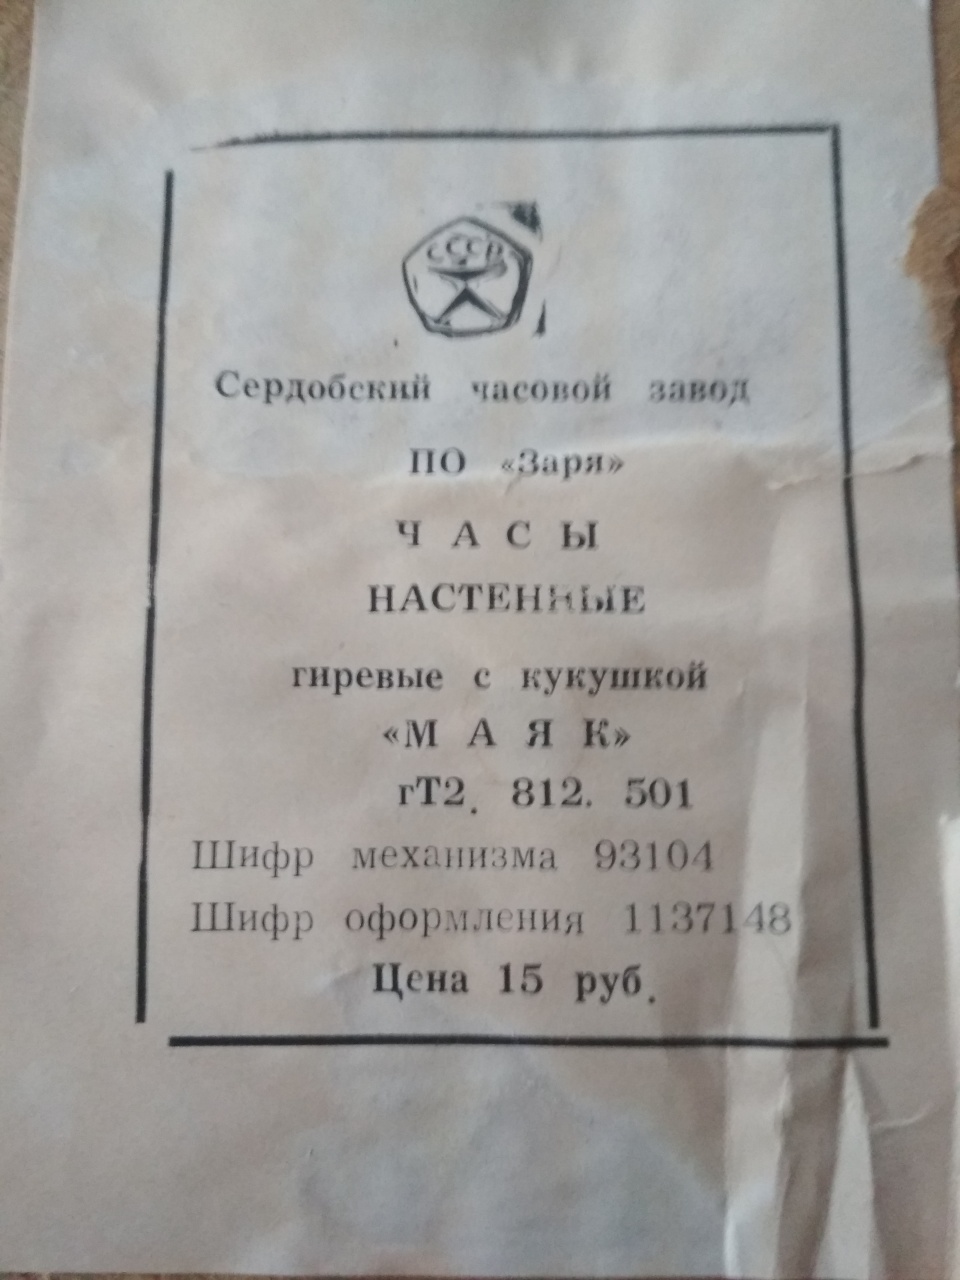 СССР
Сердобский часовой завод
ПО «Заря»
Ч А С Ы
НАСТЕННЫЕ
гиревые с кукушкой
«М А Я К»
гТ2. 812. 501
Шифр механизма 93104
Шифр оформления 1137148
Цена 15 руб.